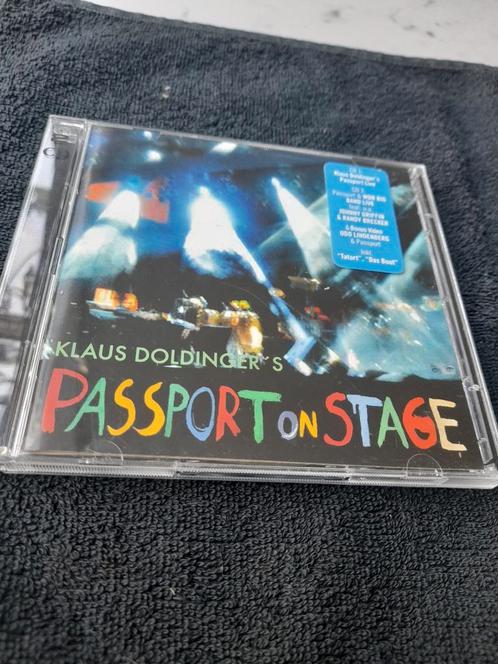 CD 1:
Klaus Doldinger's
Passport Live
CD 2:
Passport & WDR BIG
BAND LIVE
feat. u.a.
JOHNNY GRIFFIN
& RANDY BRECKER
& Bonus Video
UDO LINDENBERG
& Passport
Inkl.
"Tatort", "Das Boot"
KLAUS DOLDINGER'S
PASSPORT ON STAGE